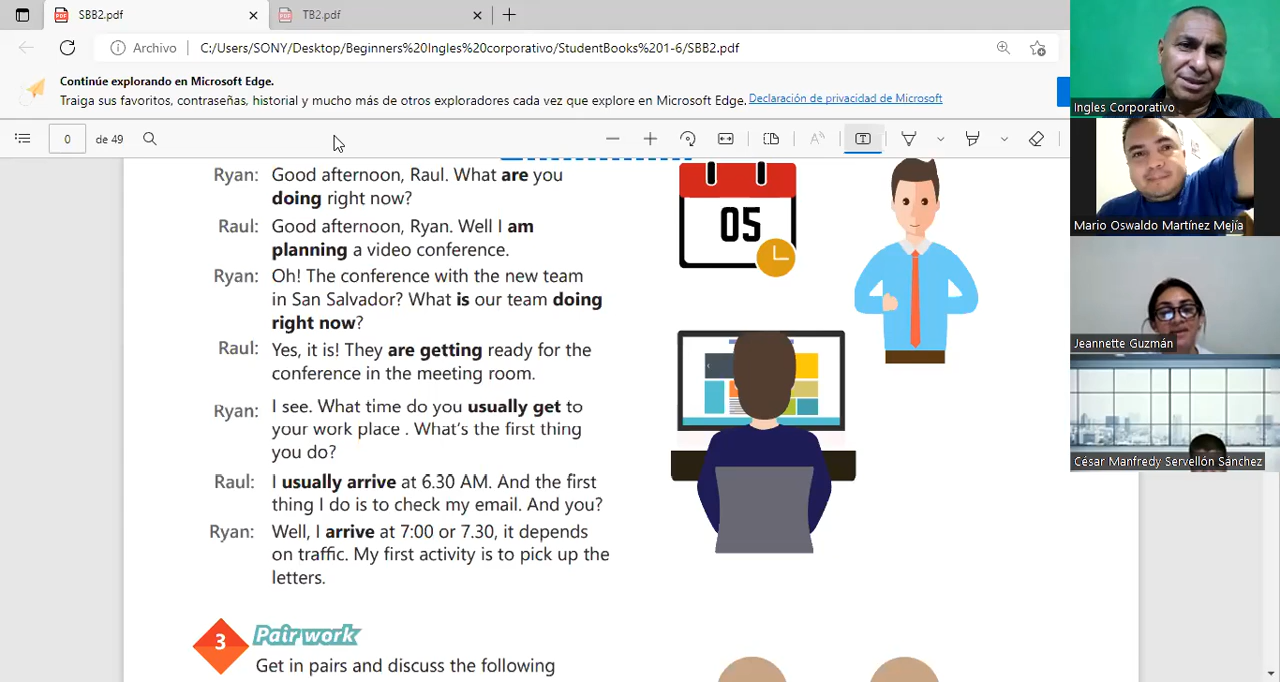 SBB2.pdf
TB2.pdf
Archivo
C:/Users/SONY/Desktop/Beginners%20Ingles%20corporativo/StudentBooks%201-6/SBB2.pdf
Continúe explorando en Microsoft Edge.
Traiga sus favoritos, contraseñas, historial y mucho más de otros exploradores cada vez que explore en Microsoft Edge. Declaración de privacidad de Microsoft
0 de 49
Ryan: Good afternoon, Raul. What are you
doing right now?
Raul: Good afternoon, Ryan. Well I am
planning a video conference.
Ryan: Oh! The conference with the new team
in San Salvador? What is our team doing
right now?
Raul: Yes, it is! They are getting ready for the
conference in the meeting room.
Ryan: I see. What time do you usually get to
your work place . What's the first thing
you do?
Raul: I usually arrive at 6.30 AM. And the first
thing I do is to check my email. And you?
Ryan: Well, I arrive at 7:00 or 7.30, it depends
on traffic. My first activity is to pick up the
letters.
3 Pair work
Get in pairs and discuss the following
05
Ingles Corporativo
Mario Oswaldo Martínez Mejía
Jeannette Guzmán
César Manfredy Servellón Sánchez